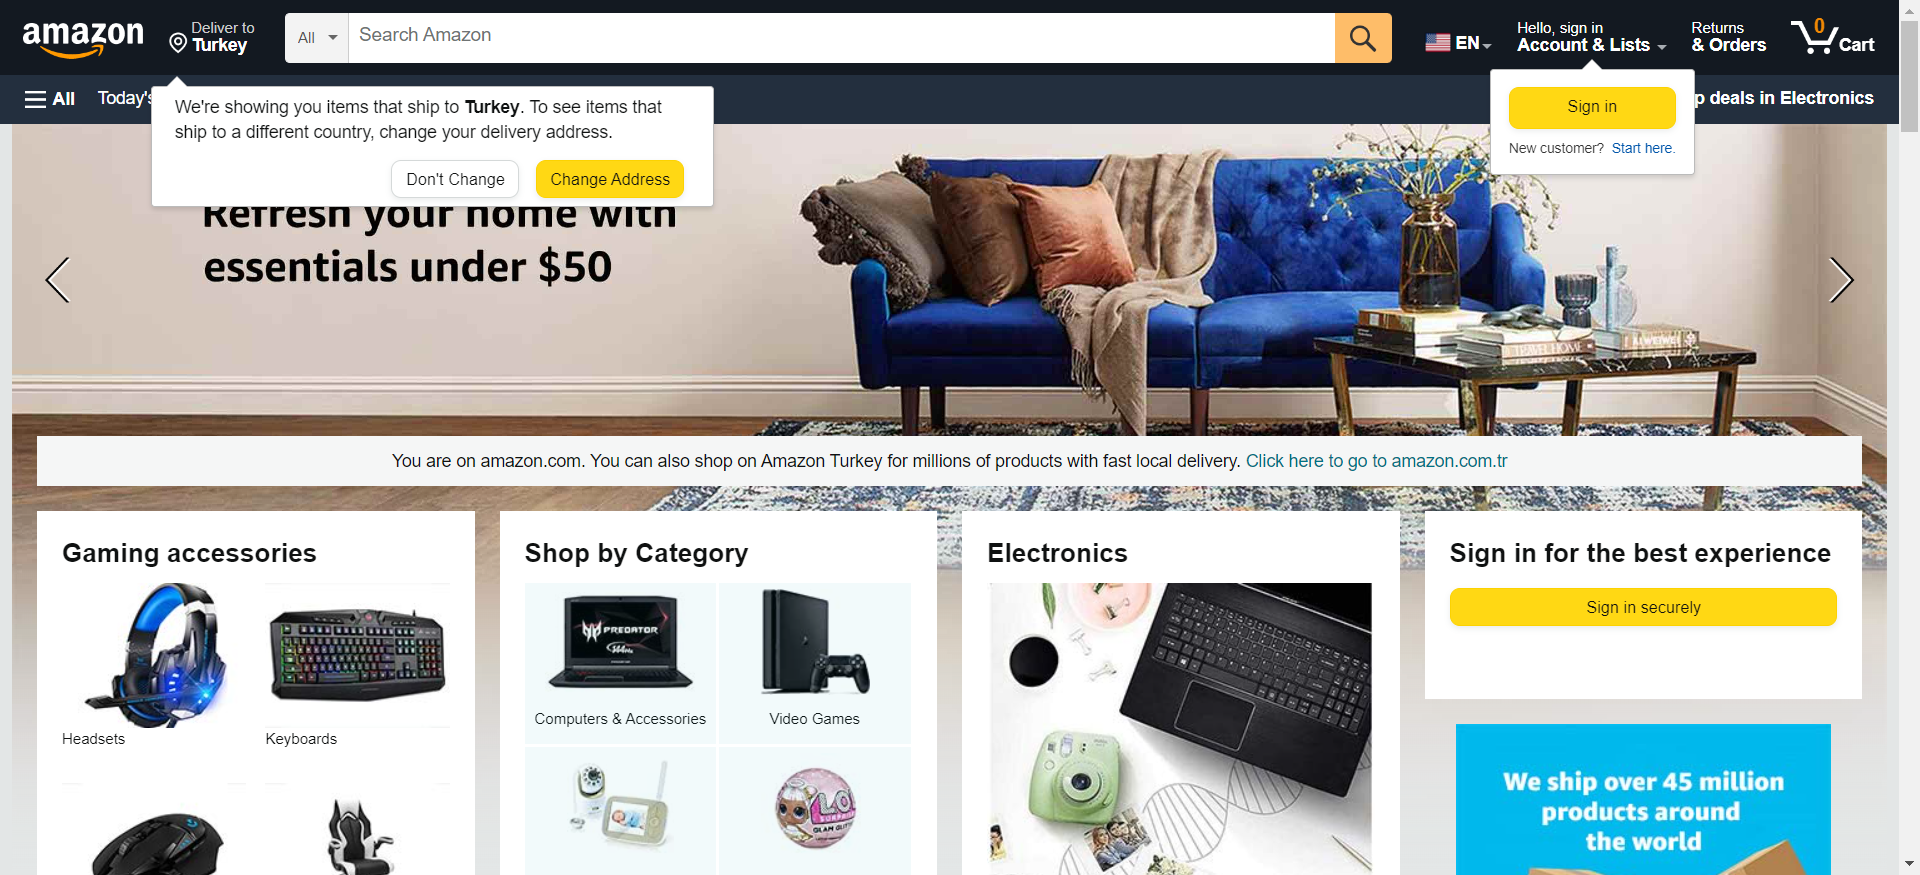 amazon
Deliver to
Turkey
All
Search Amazon
EN
Hello, sign in
Account & Lists
Returns
& Orders
0
Cart
All
Today's
p deals in Electronics
We're showing you items that ship to Turkey. To see items that
ship to a different country, change your delivery address.
Don't Change
Change Address
Sign in
New customer? Start here.
Refresh your home with
essentials under $50
TRAVEL HOME
AI WEIWEI
You are on amazon.com. You can also shop on Amazon Turkey for millions of products with fast local delivery. Click here to go to amazon.com.tr
Gaming accessories
Headsets
Keyboards
Shop by Category
PREDATOR
144Hz
Computers & Accessories
Video Games
L.O.L.
SURPRISE
Electronics
Sign in for the best experience
Sign in securely
We ship over 45 million
products around
the world